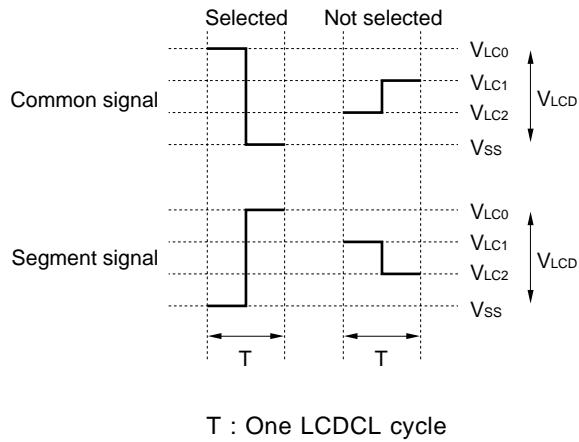 Selected Not selected
VLC0
VLC1
Common signal VLCD
VLC2
VSS
VLC0
VLC1
Segment signal VLCD
VLC2
VSS
T T
T : One LCDCL cycle